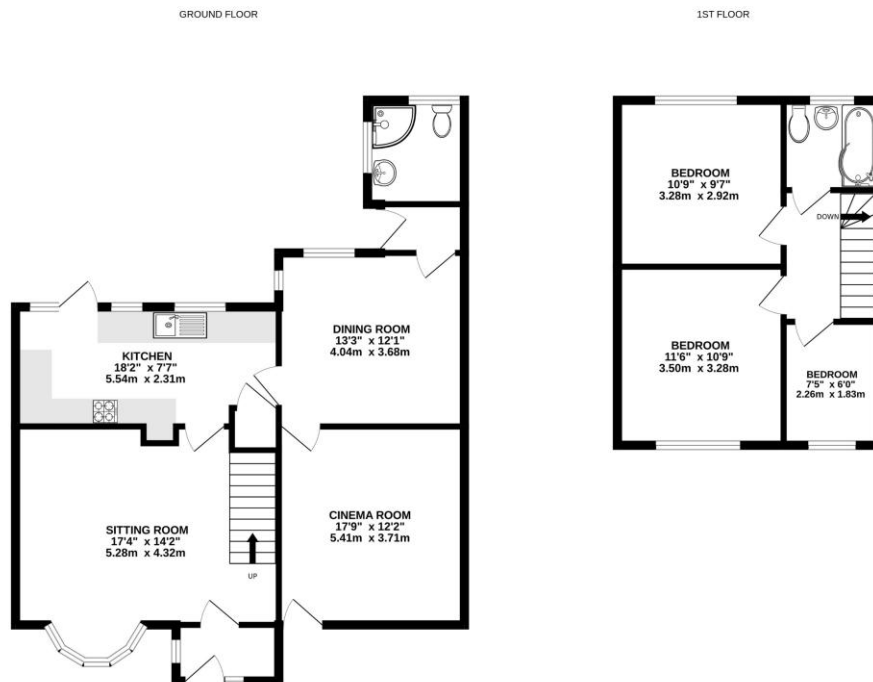 GROUND FLOOR
KITCHEN
18'2" x 7'7"
5.54m x 2.31m
DINING ROOM
13'3" x 12'1"
4.04m x 3.68m
SITTING ROOM
17'4" x 14'2"
5.28m x 4.32m
UP
CINEMA ROOM
17'9" x 12'2"
5.41m x 3.71m
1ST FLOOR
BEDROOM
10'9" x 9'7"
3.28m x 2.92m
DOWN
BEDROOM
11'6" x 10'9"
3.50m x 3.28m
BEDROOM
7'5" x 6'0"
2.26m x 1.83m